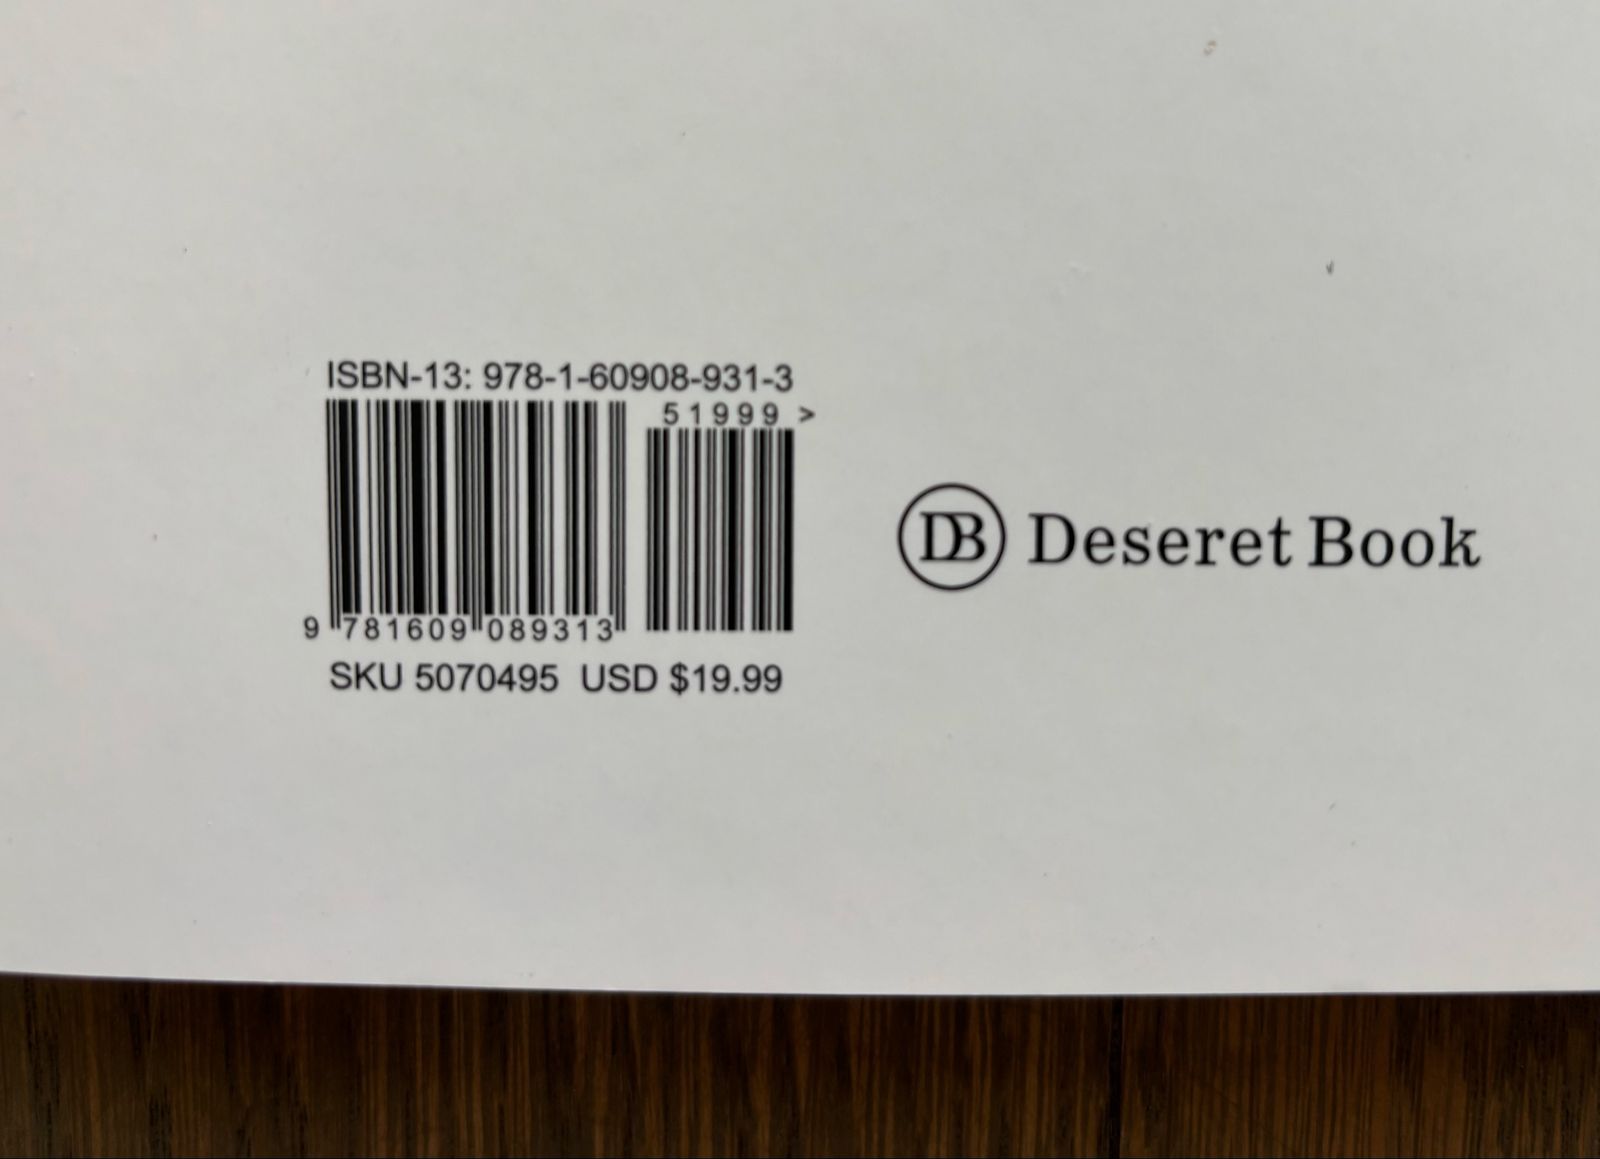 ISBN-13: 978-1-60908-931-3
51999 >
9 781609 089313
SKU 5070495 USD $19.99
DB Deseret Book